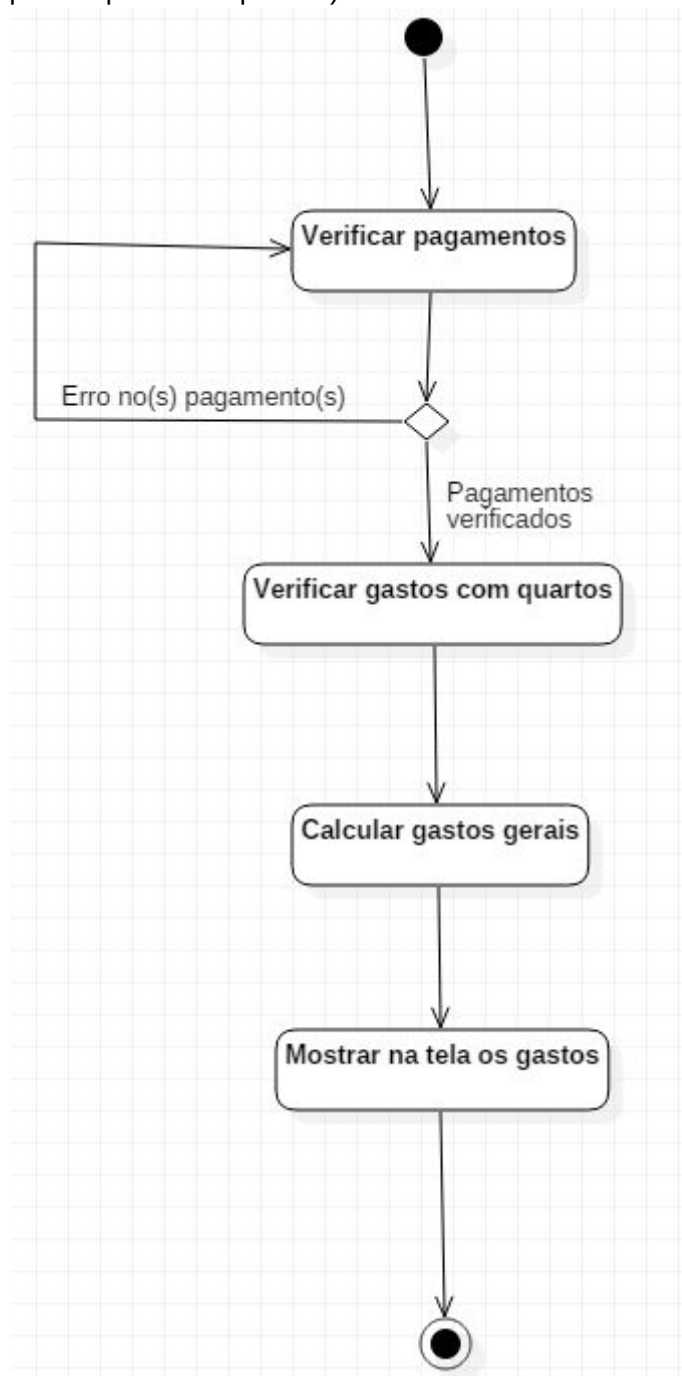 Verificar pagamentos
Erro no(s) pagamento(s)
Pagamentos
verificados
Verificar gastos com quartos
Calcular gastos gerais
Mostrar na tela os gastos